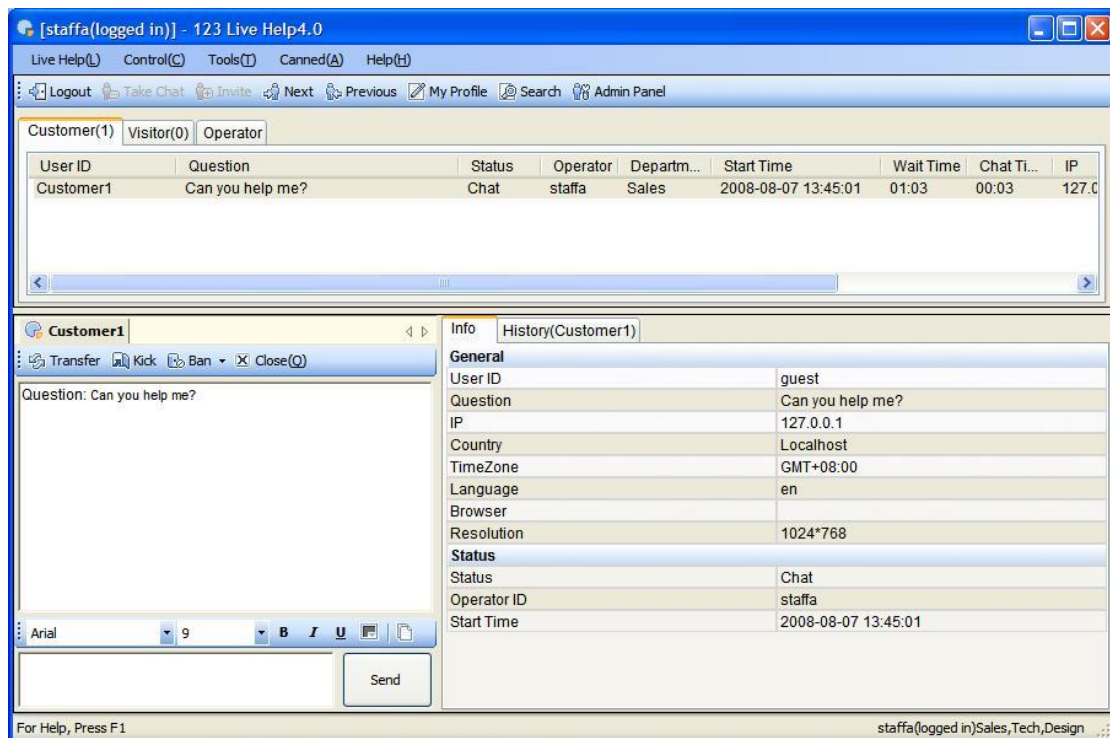 [staffa(logged in)] - 123 Live Help4.0
Live Help(L) Control(C) Tools(T) Canned(A) Help(H)
Logout Take Chat Invite Next Previous My Profile Search Admin Panel
Customer(1) Visitor(0) Operator
User ID Question Status Operator Departm... Start Time Wait Time Chat Ti... IP
Customer1 Can you help me? Chat staffa Sales 2008-08-07 13:45:01 01:03 00:03 127.0
Customer1
Transfer Kick Ban Close(Q)
Question: Can you help me?
Arial 9 B I U
Send
Info History(Customer1)
General
User ID guest
Question Can you help me?
IP 127.0.0.1
Country Localhost
TimeZone GMT+08:00
Language en
Browser
Resolution 1024*768
Status
Status Chat
Operator ID staffa
Start Time 2008-08-07 13:45:01
For Help, Press F1 staffa(logged in)Sales,Tech,Design